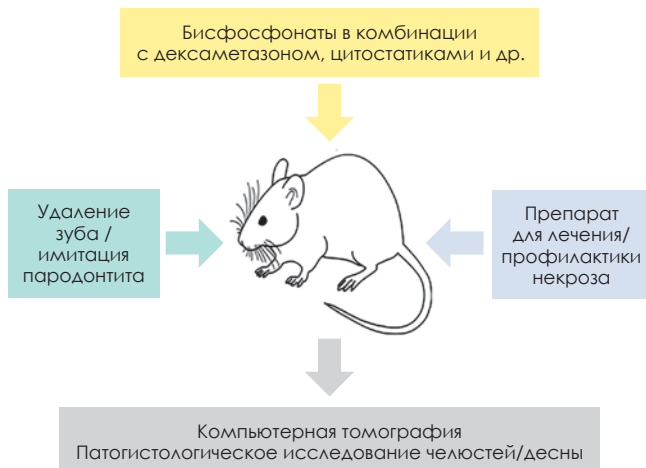 Бисфосфонаты в комбинации
с дексаметазоном, цитостатиками и др.
Удаление
зуба /
имитация
пародонтита
Препарат
для лечения/
профилактики
некроза
Компьютерная томография
Патогистологическое исследование челюстей/десны